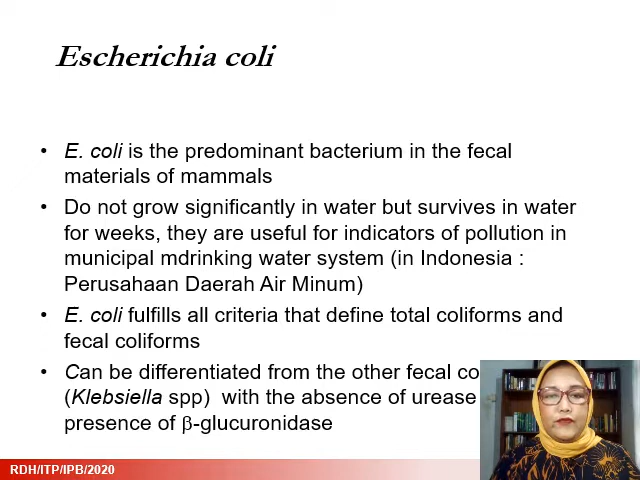 Escherichia coli
• E. coli is the predominant bacterium in the fecal
materials of mammals
• Do not grow significantly in water but survives in water
for weeks, they are useful for indicators of pollution in
municipal mdrinking water system (in Indonesia :
Perusahaan Daerah Air Minum)
• E. coli fulfills all criteria that define total coliforms and
fecal coliforms
• Can be differentiated from the other fecal co
(Klebsiella spp) with the absence of urease
presence of β-glucuronidase
RDH/ITP/IPB/2020